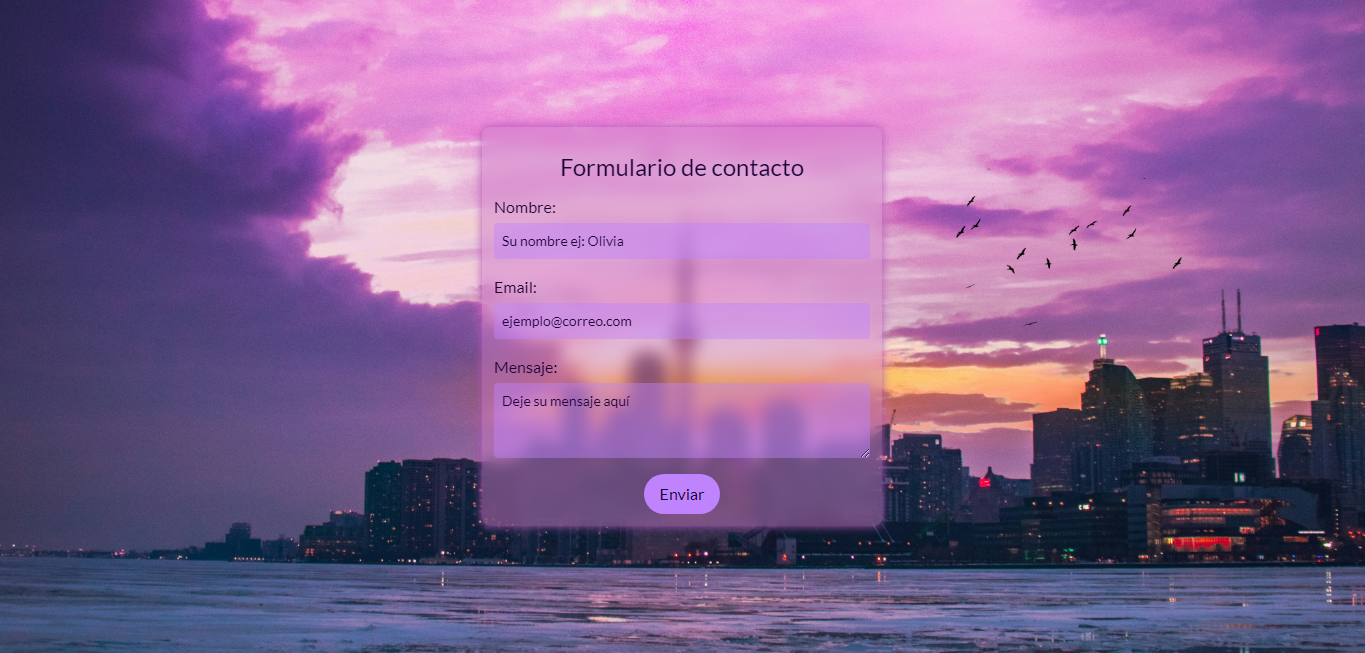 Formulario de contacto
Nombre:
Su nombre ej: Olivia
Email:
ejemplo@correo.com
Mensaje:
Deje su mensaje aquí
Enviar